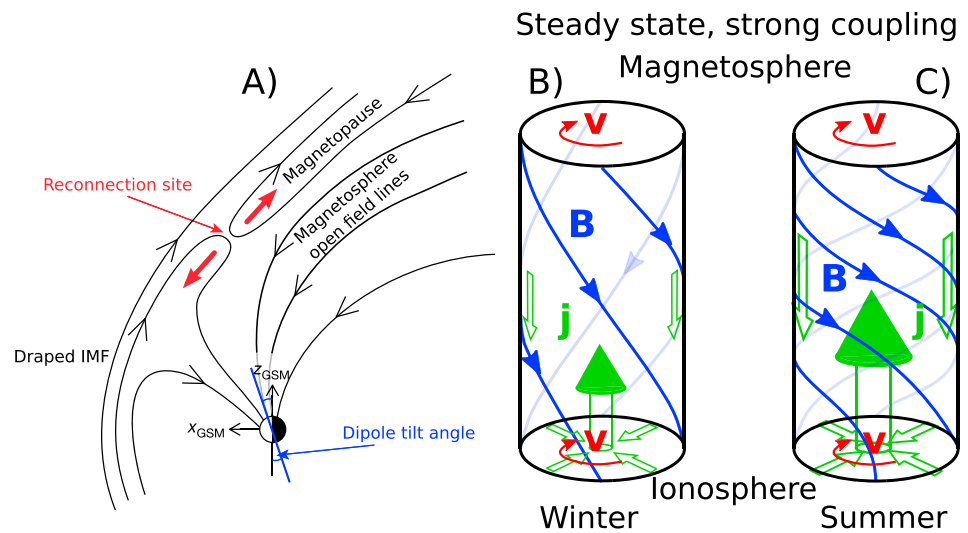 Steady state, strong coupling
A)
B)
Magnetosphere
C)
Magnetopause
Magnetosphere
open field lines
Reconnection site
Draped IMF
zGSM
xGSM
Dipole tilt angle
v
B
j
v
v
B
j
v
Ionosphere
Winter
Summer